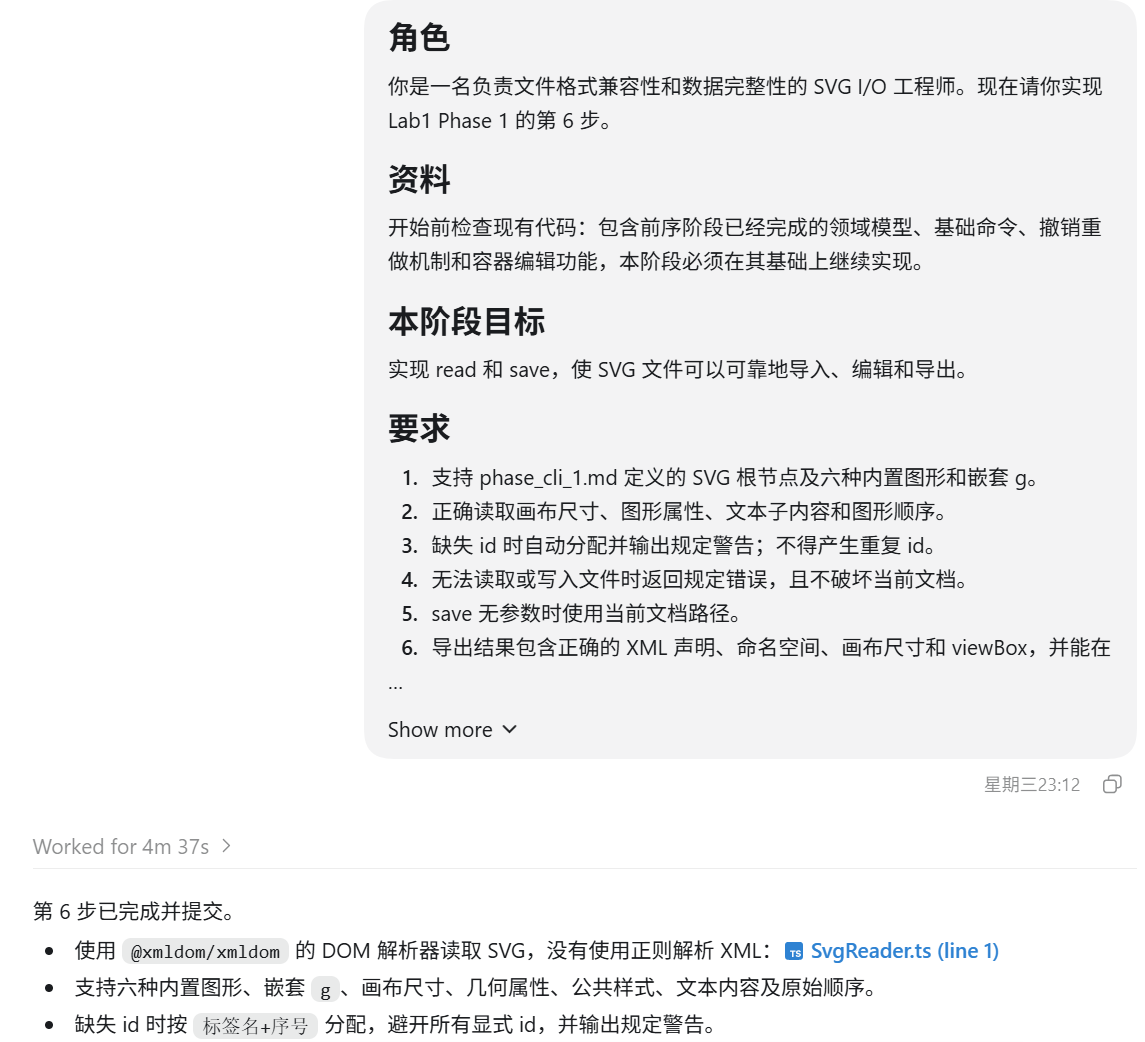 角色
你是一名负责文件格式兼容性和数据完整性的 SVG I/O 工程师。现在请你实现
Lab1 Phase 1 的第 6 步。
资料
开始前检查现有代码：包含前序阶段已经完成的领域模型、基础命令、撤销重
做机制和容器编辑功能，本阶段必须在其基础上继续实现。
本阶段目标
实现 read 和 save，使 SVG 文件可以可靠地导入、编辑和导出。
要求
1. 支持 phase_cli_1.md 定义的 SVG 根节点及六种内置图形和嵌套 g。
2. 正确读取画布尺寸、图形属性、文本子内容和图形顺序。
3. 缺失 id 时自动分配并输出规定警告；不得产生重复 id。
4. 无法读取或写入文件时返回规定错误，且不破坏当前文档。
5. save 无参数时使用当前文档路径。
6. 导出结果包含正确的 XML 声明、命名空间、画布尺寸和 viewBox，并能在
...
Show more
星期三23:12
Worked for 4m 37s
第 6 步已完成并提交。
• 使用 @xmldom/xmldom 的 DOM 解析器读取 SVG，没有使用正则解析 XML： TS SvgReader.ts (line 1)
• 支持六种内置图形、嵌套 g、画布尺寸、几何属性、公共样式、文本内容及原始顺序。
• 缺失 id 时按 标签名+序号 分配，避开所有显式 id，并输出规定警告。